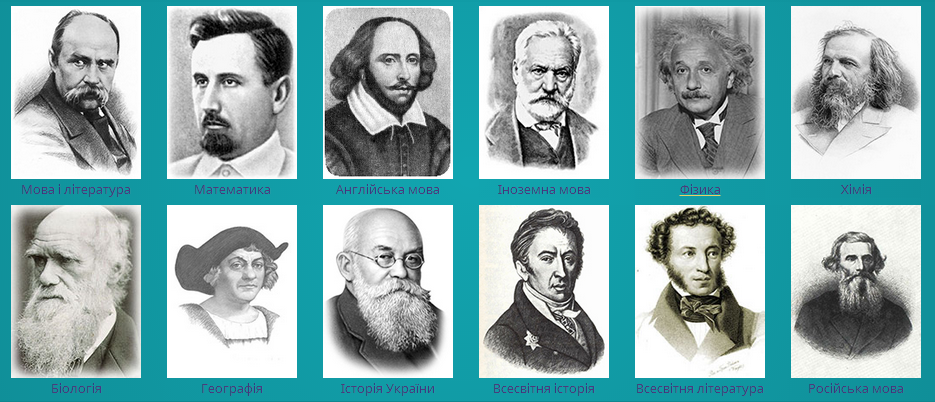 Мова і література
Математика
Англійська мова
Іноземна мова
Фізика
Хімія
Біологія
Географія
Історія України
Всесвітня історія
Всесвітня література
Російська мова